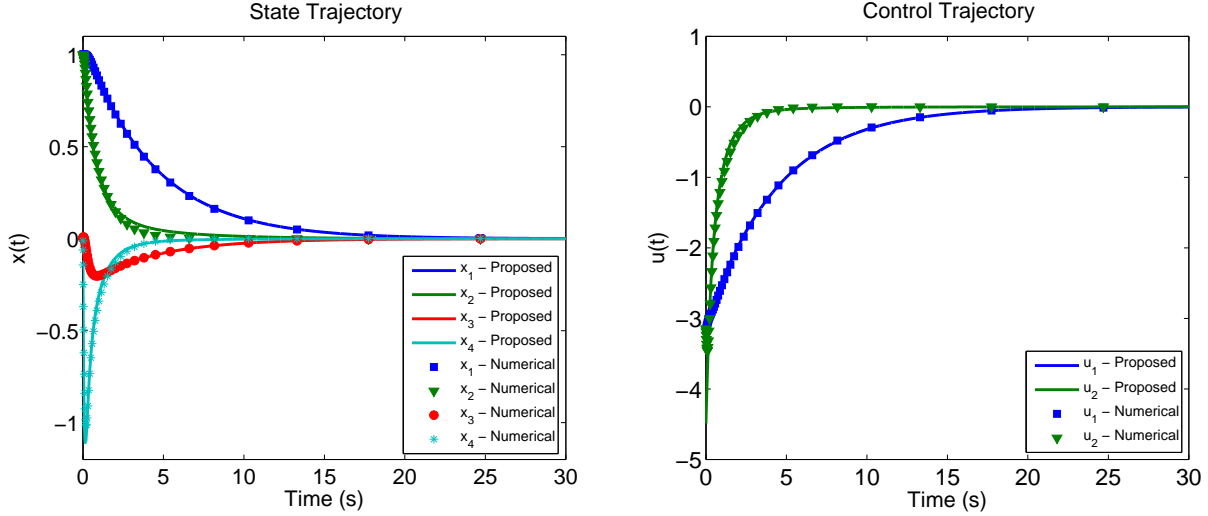 State Trajectory
x(t)
1
0.5
0
−0.5
−1
0 5 10 15 20 25 30
Time (s)
x1 − Proposed
x2 − Proposed
x3 − Proposed
x4 − Proposed
x1 − Numerical
x2 − Numerical
x3 − Numerical
x4 − Numerical
Control Trajectory
u(t)
1
0
−1
−2
−3
−4
−5
0 5 10 15 20 25 30
Time (s)
u1 − Proposed
u2 − Proposed
u1 − Numerical
u2 − Numerical